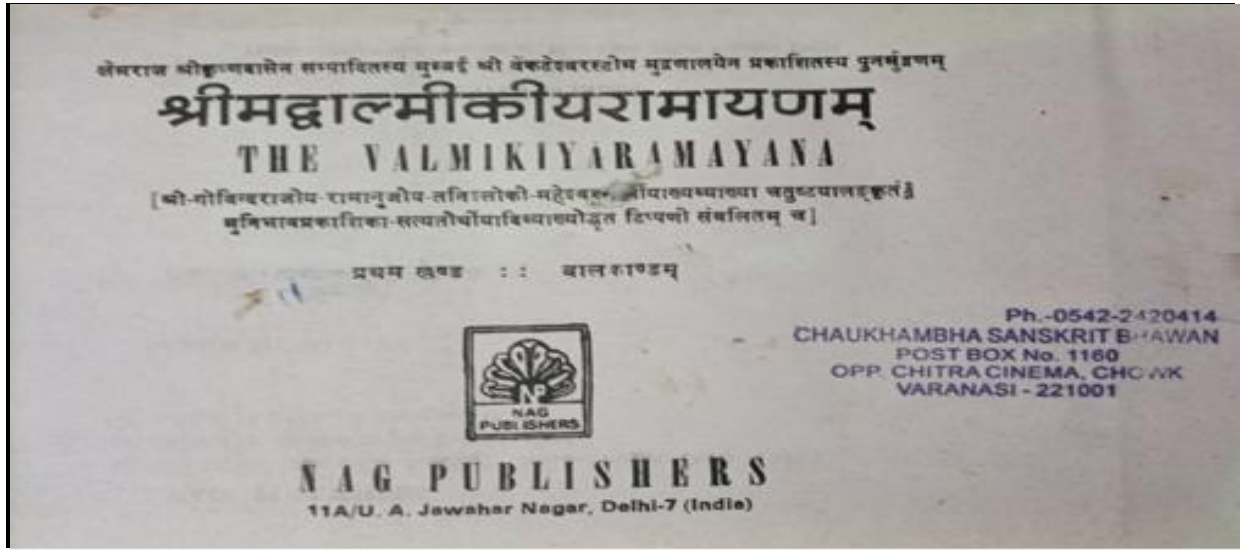 क्षेमराज श्रीकृष्णदासेन सम्पादितस्य मुम्बई श्री वेंकटेश्वरस्टीम मुद्रणालयेन प्रकाशितस्य पुनर्मुद्रणम्
श्रीमद्वाल्मीकीयरामायणम्
THE VALMIKIYARAMAYANA
[श्री-गोविन्दराजीय-रामानुजीय-तनिश्लोकी-महेश्वरतीर्थीयाख्यव्याख्या चतुष्टयालङ्कृतं
मुनिभावप्रकाशिका-सत्यतीर्थीयादिव्याख्योद्धृत टिप्पणी संवलितम् च]
प्रथम खण्ड :: बालकाण्डम्
Ph.-0542-2420414
CHAUKHAMBHA SANSKRIT BHAWAN
POST BOX No. 1160
OPP. CHITRA CINEMA, CHOWK
VARANASI - 221001
NP
NAG
PUBLISHERS
NAG PUBLISHERS
11A/U. A. Jawahar Nagar, Delhi-7 (India)